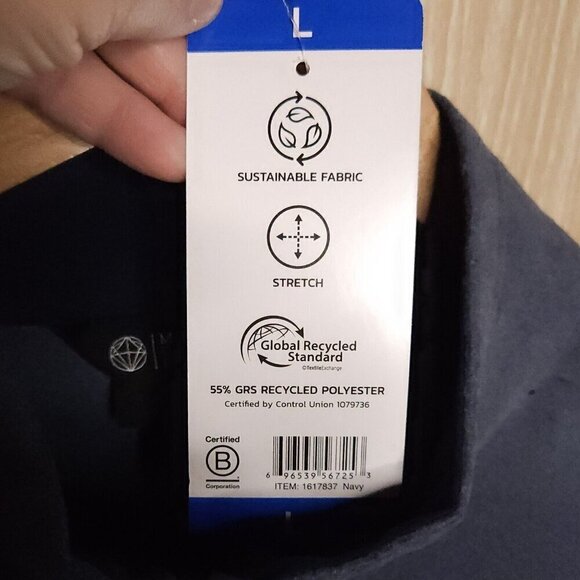 L
SUSTAINABLE FABRIC
STRETCH
Global Recycled
Standard
©TextileExchange
55% GRS RECYCLED POLYESTER
Certified by Control Union 1079736
Certified
B
Corporation
6 96539 56725 3
ITEM: 1617837 Navy